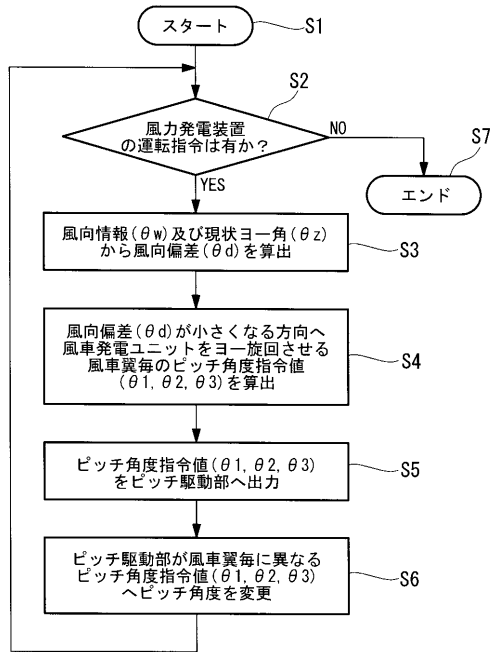 スタート
S1
S2
風力発電装置
の運転指令は有か?
NO
S7
エンド
YES
風向情報(θw)及び現状ヨー角(θz)
から風向偏差(θd)を算出
S3
風向偏差(θd)が小さくなる方向へ
風車発電ユニットをヨー旋回させる
風車翼毎のピッチ角度指令値
(θ1, θ2, θ3)を算出
S4
ピッチ角度指令値(θ1, θ2, θ3)
をピッチ駆動部へ出力
S5
ピッチ駆動部が風車翼毎に異なる
ピッチ角度指令値(θ1, θ2, θ3)
へピッチ角度を変更
S6